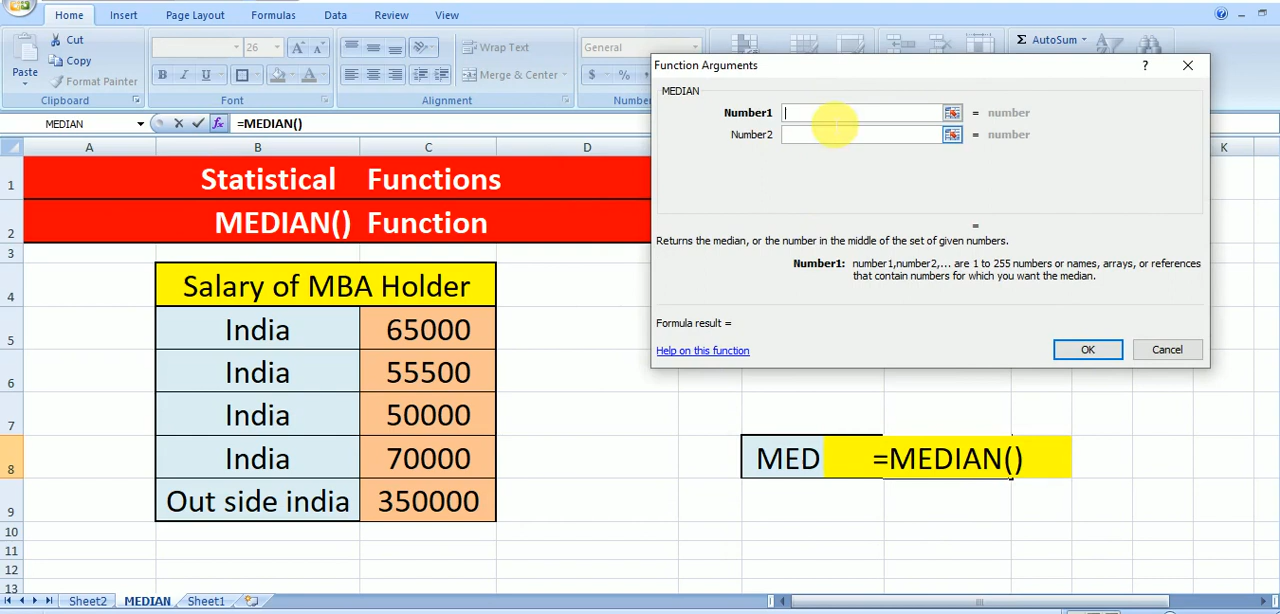 Home Insert Page Layout Formulas Data Review View
Cut
Copy
Format Painter
Paste
Clipboard
26
A A
B I U
Font
Wrap Text
Merge & Center
Alignment
General
$ %
Σ AutoSum
MEDIAN
fx =MEDIAN()
A B C D K
1 Statistical Functions
2 MEDIAN() Function
3
4 Salary of MBA Holder
5 India 65000
6 India 55500
7 India 50000
8 India 70000
MED =MEDIAN()
9 Out side india 350000
10
11
12
13
Function Arguments ?
MEDIAN
Number1 = number
Number2 = number
=
Returns the median, or the number in the middle of the set of given numbers.
Number1: number1,number2,... are 1 to 255 numbers or names, arrays, or references
that contain numbers for which you want the median.
Formula result =
Help on this function
OK Cancel
Sheet2 MEDIAN Sheet1